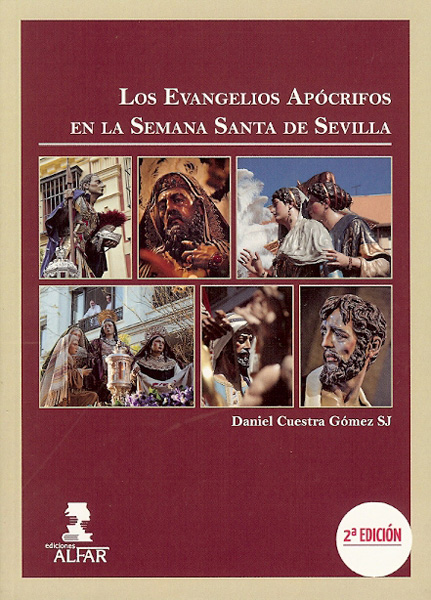 LOS EVANGELIOS APÓCRIFOS
EN LA SEMANA SANTA DE SEVILLA
Daniel Cuestra Gómez SJ
ediciones
ALFAR
2ª EDICIÓN